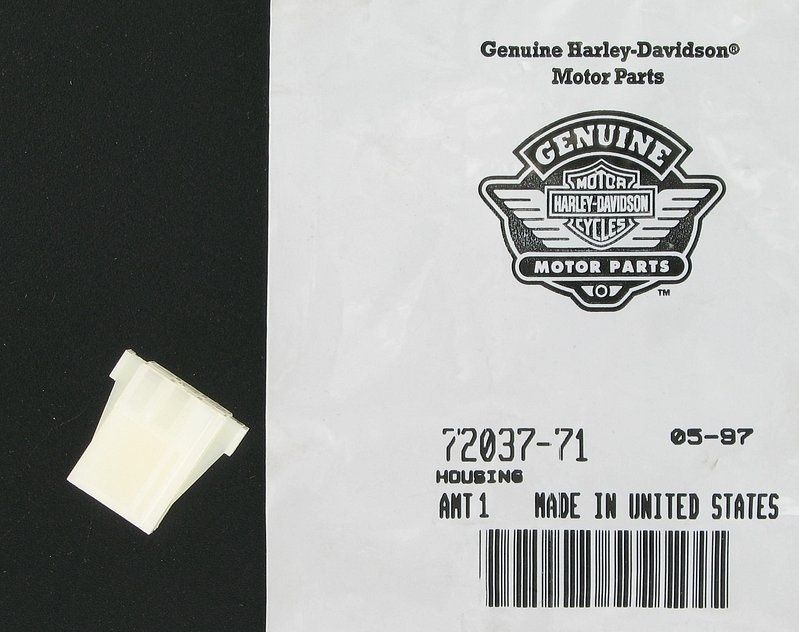 Genuine Harley-Davidson®
Motor Parts
GENUINE
MOTOR
HARLEY-DAVIDSON
CYCLES
MOTOR PARTS
TM
72037-71 05-97
HOUSING
AMT 1 MADE IN UNITED STATES